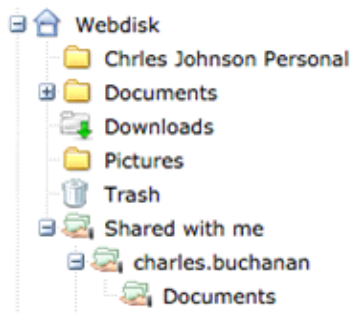 Webdisk
Chrles Johnson Personal
Documents
Downloads
Pictures
Trash
Shared with me
charles.buchanan
Documents